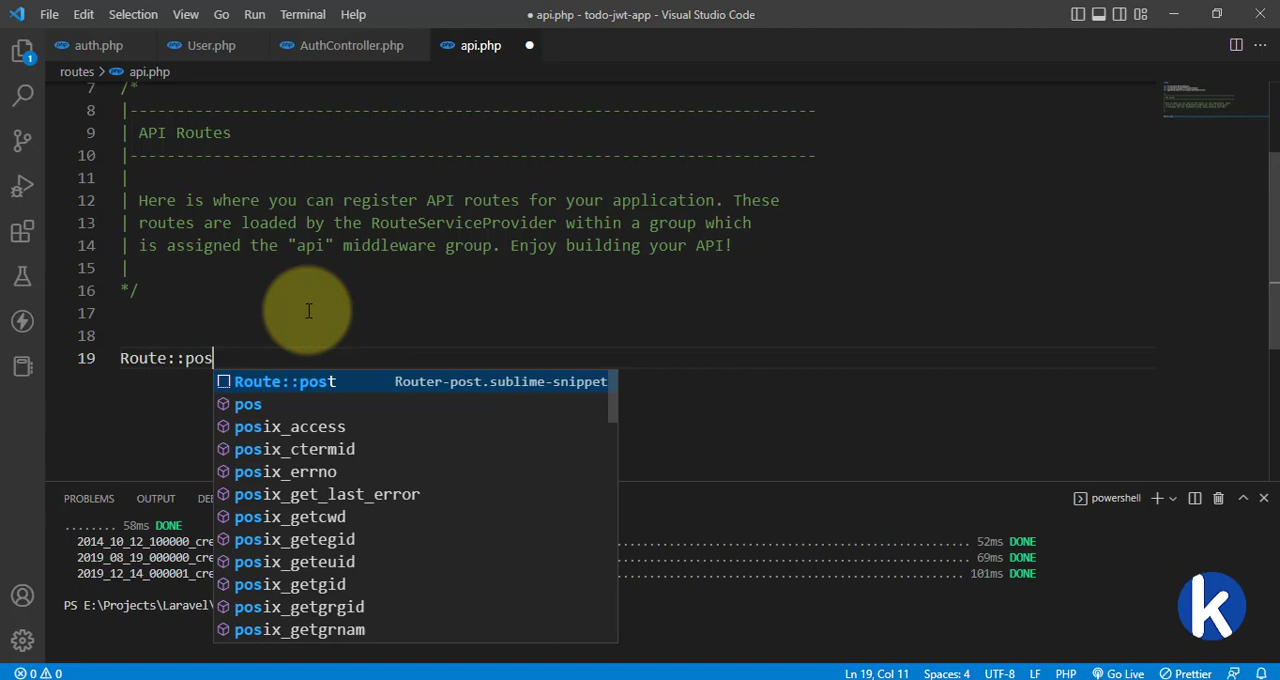 File Edit Selection View Go Run Terminal Help ● api.php - todo-jwt-app - Visual Studio Code
auth.php User.php AuthController.php api.php
routes > api.php
7 /*
8 |--------------------------------------------------------------------------
9 | API Routes
10 |--------------------------------------------------------------------------
11 |
12 | Here is where you can register API routes for your application. These
13 | routes are loaded by the RouteServiceProvider within a group which
14 | is assigned the "api" middleware group. Enjoy building your API!
15 |
16 */
17
18
19 Route::pos
Route::post Router-post.sublime-snippet
pos
posix_access
posix_ctermid
posix_errno
posix_get_last_error
posix_getcwd
posix_getegid
posix_geteuid
posix_getgid
posix_getgrgid
posix_getgrnam
PROBLEMS OUTPUT DE powershell
........ 58ms DONE
2014_10_12_100000_cre 52ms DONE
2019_08_19_000000_cre 69ms DONE
2019_12_14_000001_cre 101ms DONE
PS E:\Projects\Laravel\
k
0 0 Ln 19, Col 11 Spaces: 4 UTF-8 LF PHP Go Live Prettier